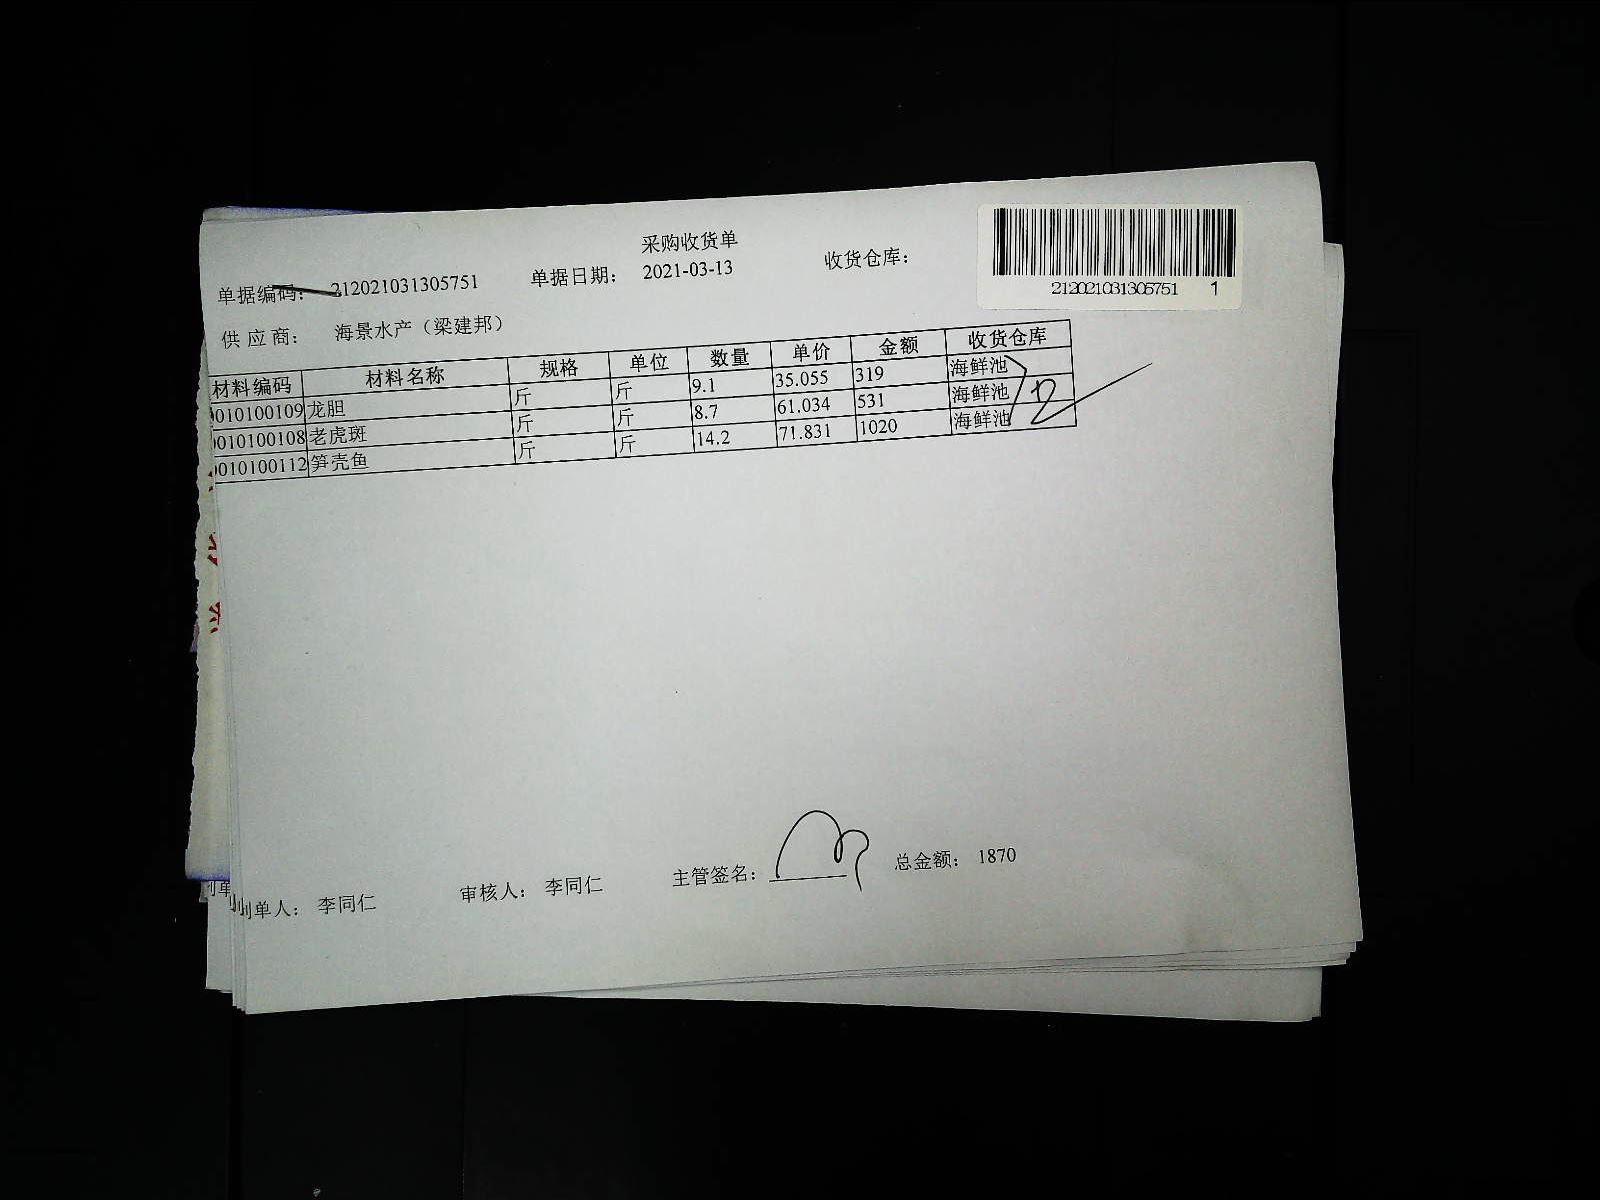 采购收货单
单据编码： 212021031305751 单据日期： 2021-03-13 收货仓库：
212021031305751 1
供应商： 海景水产（梁建邦）
材料编码 材料名称 规格 单位 数量 单价 金额 收货仓库
0010100109 龙胆 斤 斤 9.1 35.055 319 海鲜池
0010100108 老虎斑 斤 斤 8.7 61.034 531 海鲜池
0010100112 笋壳鱼 斤 斤 14.2 71.831 1020 海鲜池
制单人： 李同仁 审核人： 李同仁 主管签名： 总金额： 1870